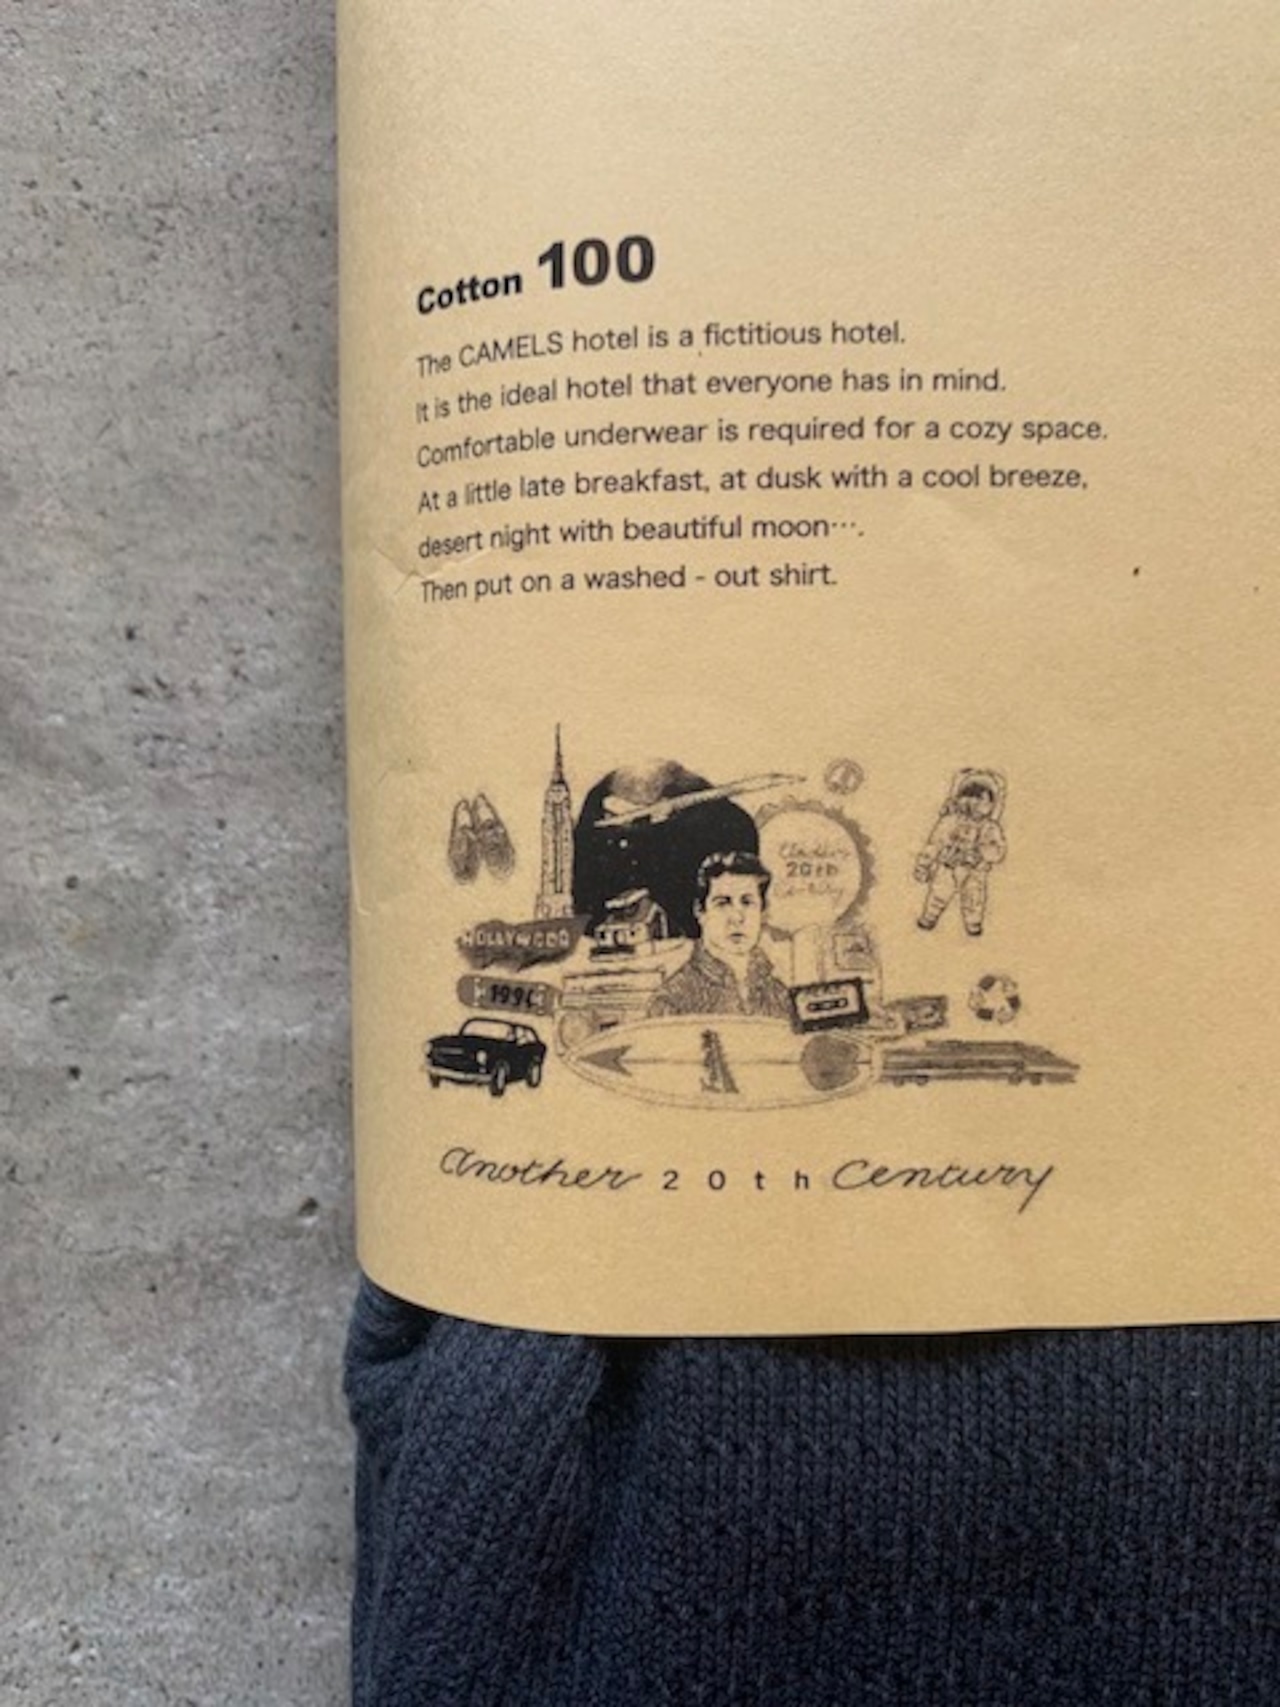 Cotton 100
The CAMELS hotel is a fictitious hotel.
It is the ideal hotel that everyone has in mind.
Comfortable underwear is required for a cozy space.
At a little late breakfast, at dusk with a cool breeze,
desert night with beautiful moon···.
Then put on a washed - out shirt.
20th
Century
HOLLYWOOD
Another 20th Century